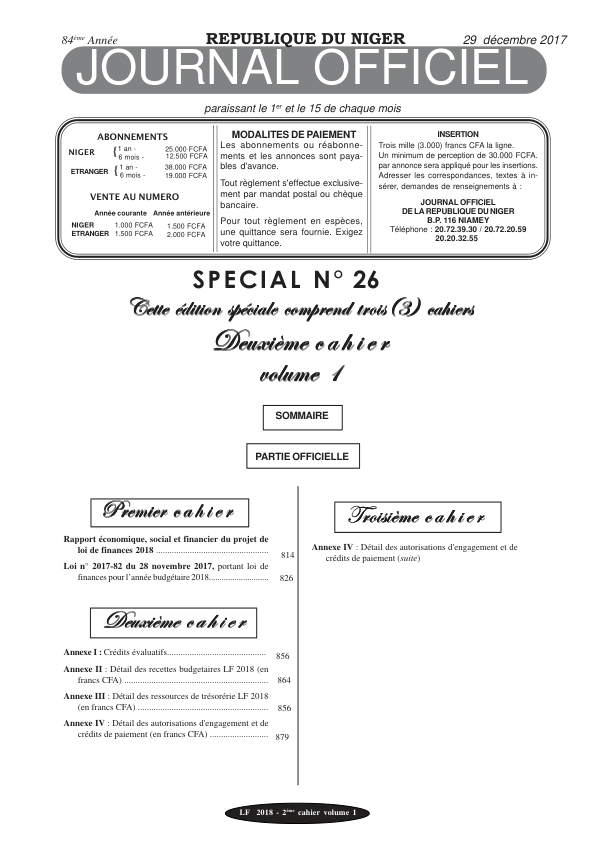 84ème Année
REPUBLIQUE DU NIGER
29 décembre 2017
JOURNAL OFFICIEL
paraissant le 1er et le 15 de chaque mois
ABONNEMENTS
NIGER { 1 an - 25.000 FCFA
6 mois - 12.500 FCFA
ETRANGER { 1 an - 38.000 FCFA
6 mois - 19.000 FCFA
VENTE AU NUMERO
Année courante Année antérieure
NIGER 1.000 FCFA 1.500 FCFA
ETRANGER 1.500 FCFA 2.000 FCFA
MODALITES DE PAIEMENT
Les abonnements ou réabonne-
ments et les annonces sont paya-
bles d'avance.
Tout règlement s'effectue exclusive-
ment par mandat postal ou chèque
bancaire.
Pour tout règlement en espèces,
une quittance sera fournie. Exigez
votre quittance.
INSERTION
Trois mille (3.000) francs CFA la ligne.
Un minimum de perception de 30.000 FCFA.
par annonce sera appliqué pour les insertions.
Adresser les correspondances, textes à in-
sérer, demandes de renseignements à :
JOURNAL OFFICIEL
DE LA REPUBLIQUE DU NIGER
B.P. 116 NIAMEY
Téléphone : 20.72.39.30 / 20.72.20.59
20.20.32.55
SPECIAL N° 26
Cette édition spéciale comprend trois (3) cahiers
Deuxième cahier
volume 1
SOMMAIRE
PARTIE OFFICIELLE
Premier cahier
Rapport économique, social et financier du projet de
loi de finances 2018 ............................................ 814
Loi n° 2017-82 du 28 novembre 2017, portant loi de
finances pour l'année budgétaire 2018........................ 826
Deuxième cahier
Annexe I : Crédits évaluatifs........................................ 856
Annexe II : Détail des recettes budgetaires LF 2018 (en
francs CFA) .......................................................... 864
Annexe III : Détail des ressources de trésorérie LF 2018
(en francs CFA) ..................................................... 856
Annexe IV : Détail des autorisations d'engagement et de
crédits de paiement (en francs CFA) ........................ 879
Troisième cahier
Annexe IV : Détail des autorisations d'engagement et de
crédits de paiement (suite)
LF 2018 - 2ème cahier volume 1